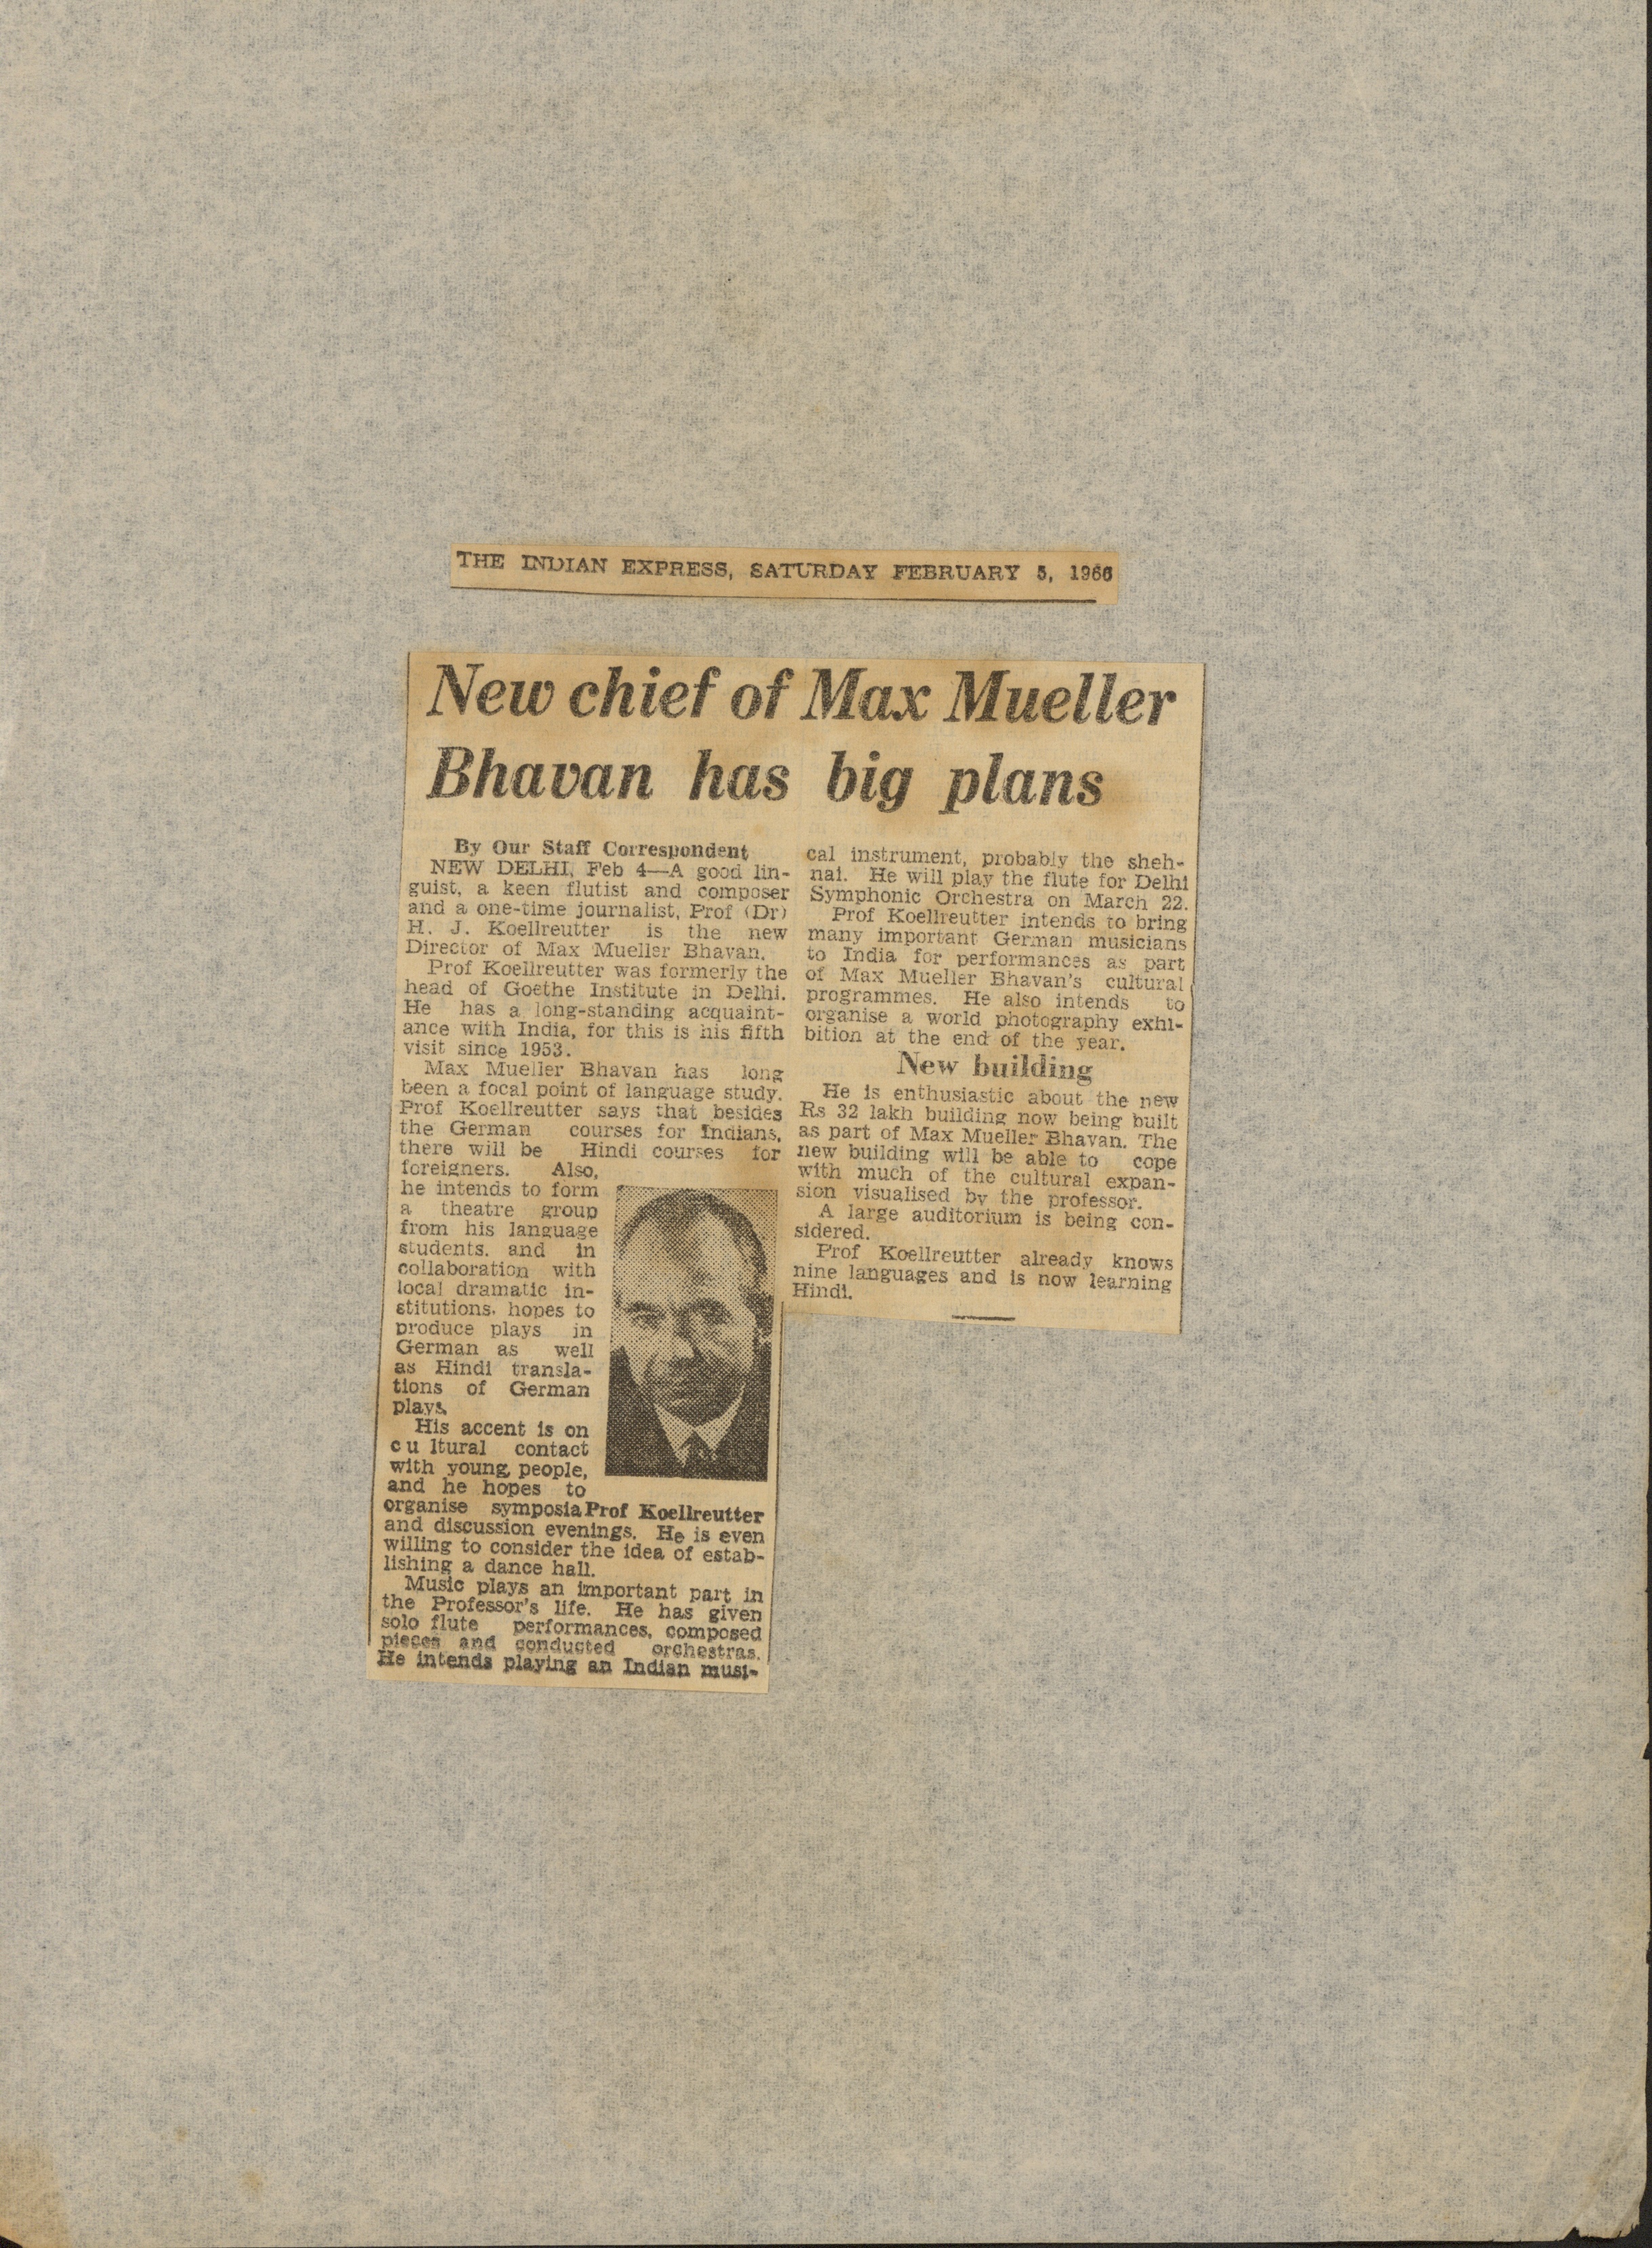 THE INDIAN EXPRESS, SATURDAY FEBRUARY 5, 1966
New chief of Max Mueller
Bhavan has big plans
By Our Staff Correspondent
NEW DELHI, Feb 4—A good lin-
guist, a keen flutist and composer
and a one-time journalist, Prof (Dr)
H. J. Koellreutter is the new
Director of Max Mueller Bhavan.
Prof Koellreutter was formerly the
head of Goethe Institute in Delhi.
He has a long-standing acquaint-
ance with India, for this is his fifth
visit since 1953.
Max Mueller Bhavan has long
been a focal point of language study.
Prof Koellreutter says that besides
the German courses for Indians,
there will be Hindi courses for
foreigners. Also,
he intends to form
a theatre group
from his language
students. and in
collaboration with
local dramatic in-
stitutions. hopes to
produce plays in
German as well
as Hindi transla-
tions of German
plays.
His accent is on
cu ltural contact
with young people,
and he hopes to
organise symposia
Prof Koellreutter
and discussion evenings. He is even
willing to consider the idea of estab-
lishing a dance hall.
Music plays an important part in
the Professor's life. He has given
solo flute performances, composed
pieces and conducted orchestras.
He intends playing an Indian musi-
cal instrument, probably the sheh-
nai. He will play the flute for Delhi
Symphonic Orchestra on March 22.
Prof Koellreutter intends to bring
many important German musicians
to India for performances as part
of Max Mueller Bhavan's cultural
programmes. He also intends to
organise a world photography exhi-
bition at the end of the year.
New building
He is enthusiastic about the new
Rs 32 lakh building now being built
as part of Max Mueller Bhavan. The
new building will be able to cope
with much of the cultural expan-
sion visualised by the professor.
A large auditorium is being con-
sidered.
Prof Koellreutter already knows
nine languages and is now learning
Hindi.